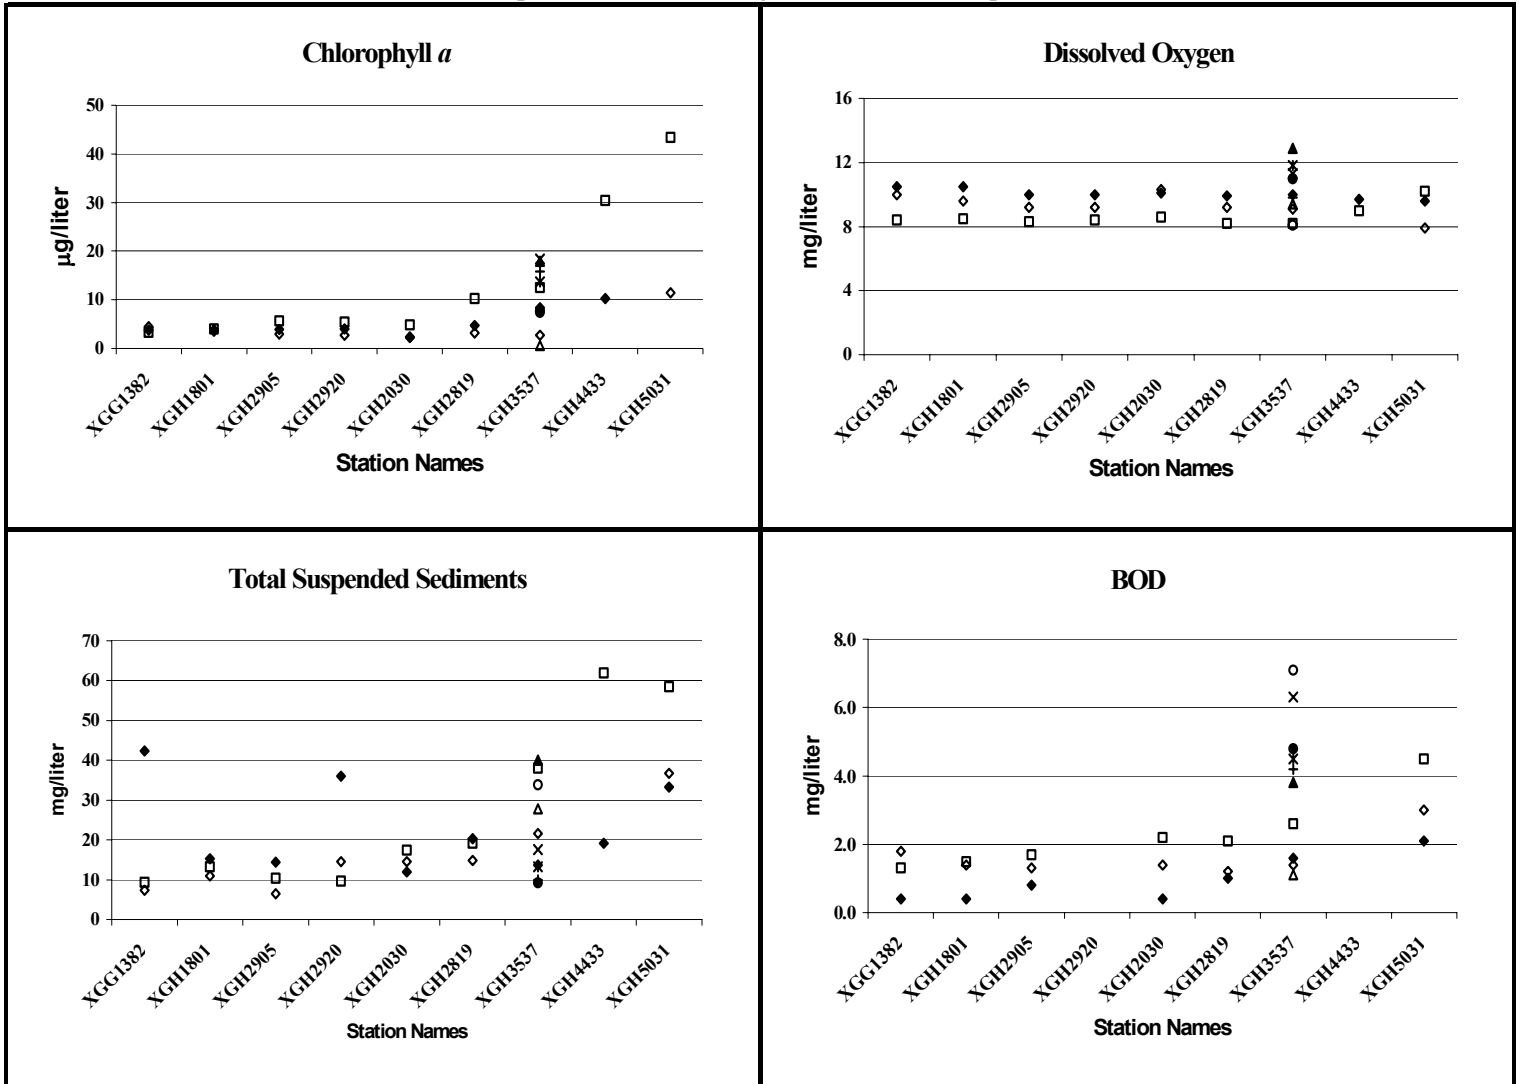 Chlorophyll a
50
40
30
20
10
0
µg/liter
XGG1382
XGH1801
XGH2905
XGH2920
XGH2030
XGH2819
XGH3537
XGH4433
XGH5031
Station Names
Dissolved Oxygen
16
12
8
4
0
mg/liter
XGG1382
XGH1801
XGH2905
XGH2920
XGH2030
XGH2819
XGH3537
XGH4433
XGH5031
Station Names
Total Suspended Sediments
70
60
50
40
30
20
10
0
mg/liter
XGG1382
XGH1801
XGH2905
XGH2920
XGH2030
XGH2819
XGH3537
XGH4433
XGH5031
Station Names
BOD
8.0
6.0
4.0
2.0
0.0
mg/liter
XGG1382
XGH1801
XGH2905
XGH2920
XGH2030
XGH2819
XGH3537
XGH4433
XGH5031
Station Names